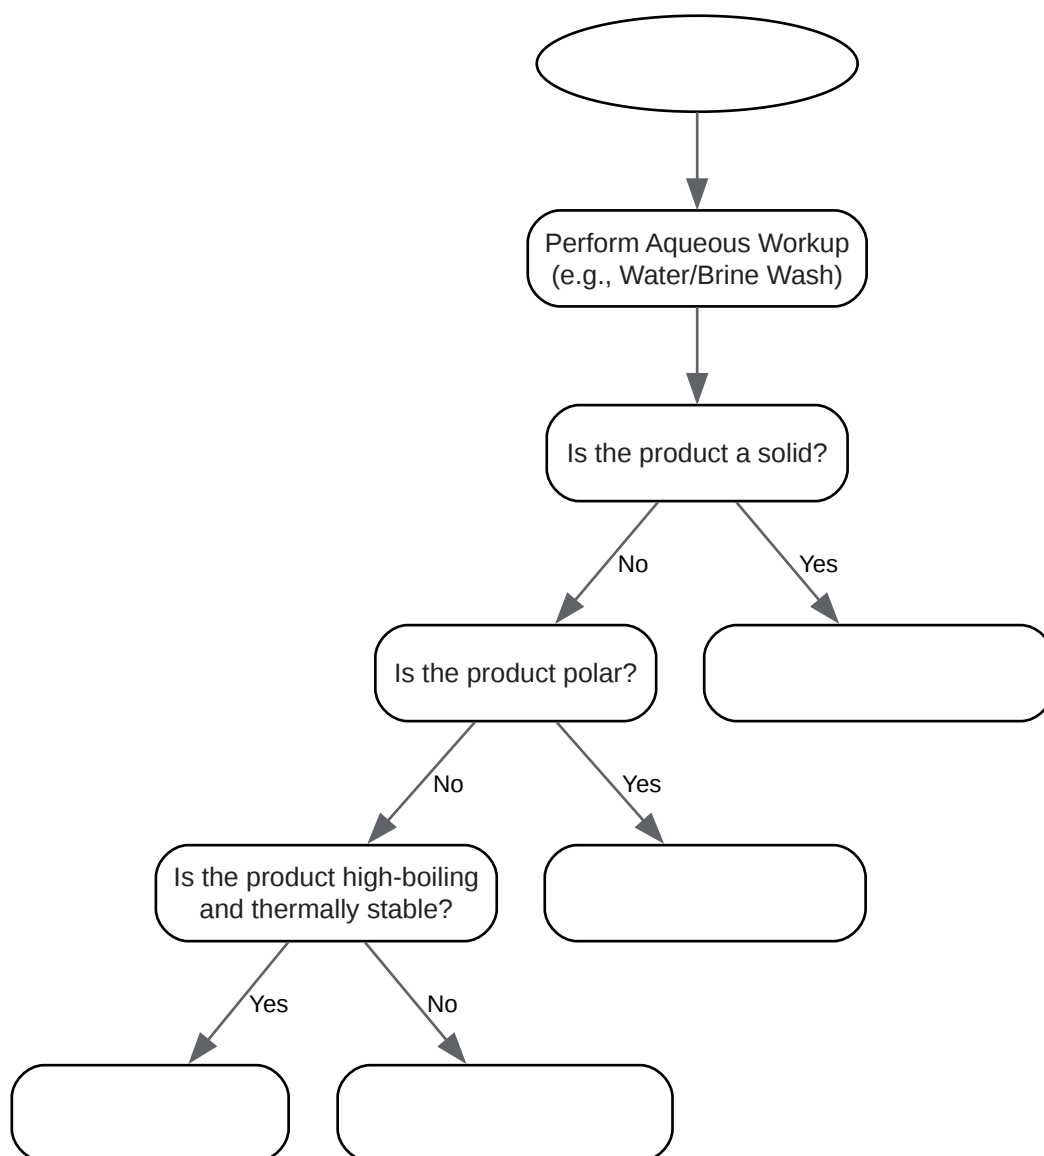 Perform Aqueous Workup
(e.g., Water/Brine Wash)
Is the product a solid?
No
Yes
Is the product polar?
No
Yes
Is the product high-boiling
and thermally stable?
Yes
No